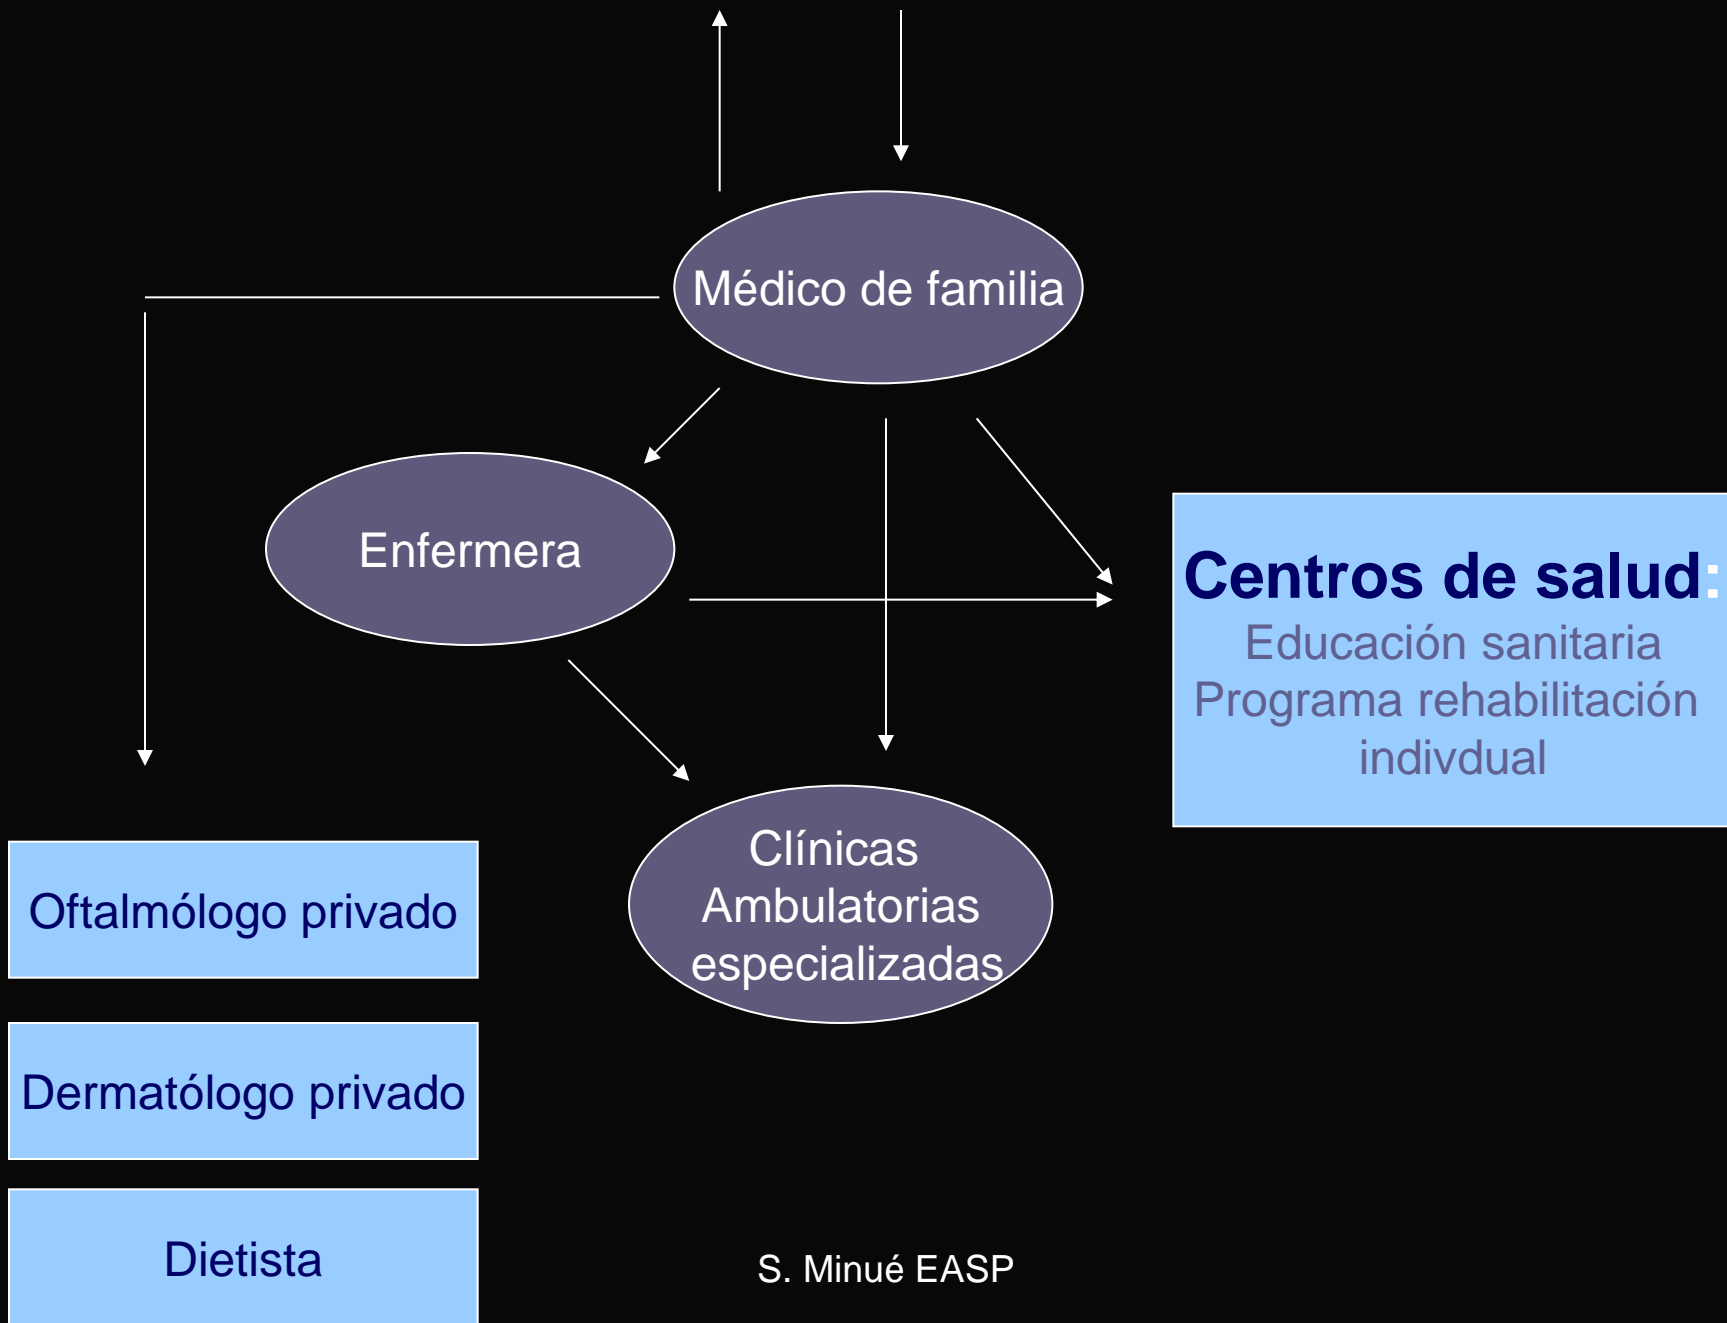 Médico de familia
Enfermera
Centros de salud:
Educación sanitaria
Programa rehabilitación
indivdual
Clínicas
Ambulatorias
especializadas
Oftalmólogo privado
Dermatólogo privado
Dietista
S. Minué EASP